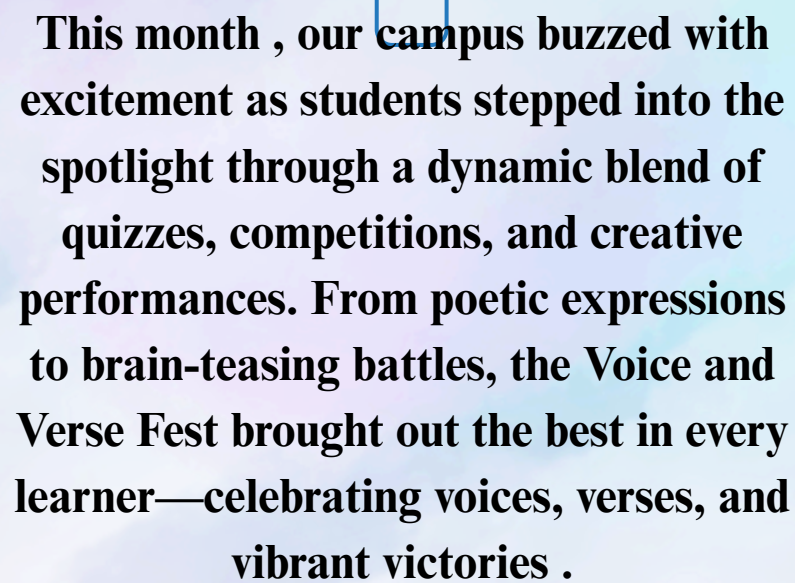 This month , our campus buzzed with
excitement as students stepped into the
spotlight through a dynamic blend of
quizzes, competitions, and creative
performances. From poetic expressions
to brain-teasing battles, the Voice and
Verse Fest brought out the best in every
learner—celebrating voices, verses, and
vibrant victories .